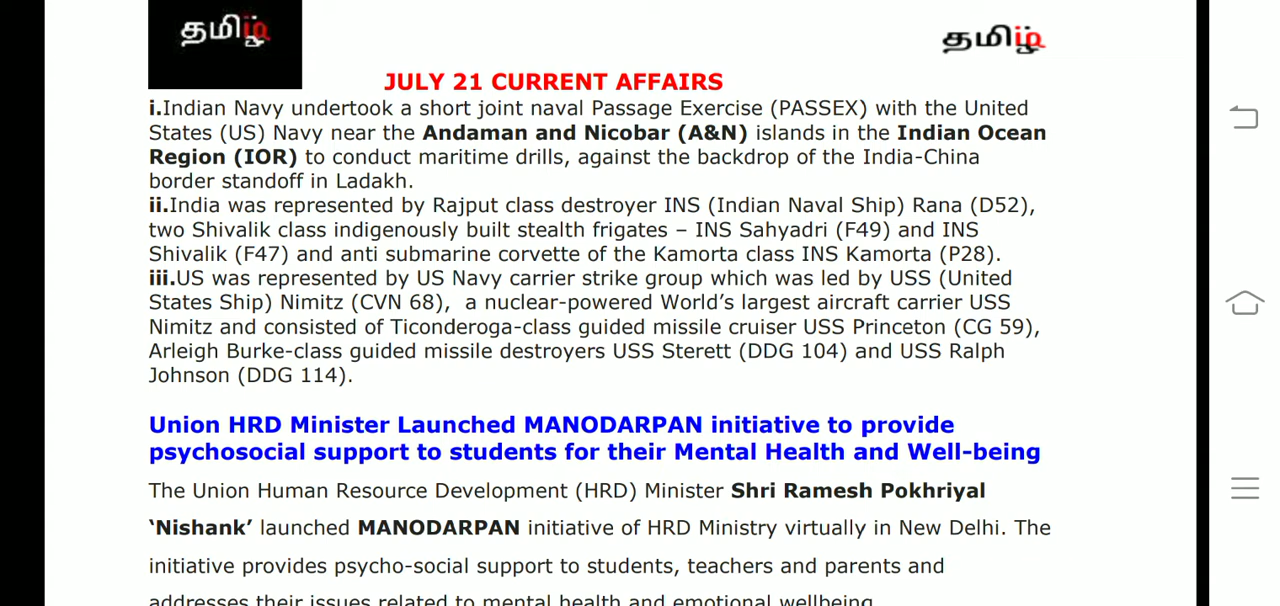 தமிழ்
தமிழ்
JULY 21 CURRENT AFFAIRS
i.Indian Navy undertook a short joint naval Passage Exercise (PASSEX) with the United
States (US) Navy near the Andaman and Nicobar (A&N) islands in the Indian Ocean
Region (IOR) to conduct maritime drills, against the backdrop of the India-China
border standoff in Ladakh.
ii.India was represented by Rajput class destroyer INS (Indian Naval Ship) Rana (D52),
two Shivalik class indigenously built stealth frigates – INS Sahyadri (F49) and INS
Shivalik (F47) and anti submarine corvette of the Kamorta class INS Kamorta (P28).
iii.US was represented by US Navy carrier strike group which was led by USS (United
States Ship) Nimitz (CVN 68), a nuclear-powered World’s largest aircraft carrier USS
Nimitz and consisted of Ticonderoga-class guided missile cruiser USS Princeton (CG 59),
Arleigh Burke-class guided missile destroyers USS Sterett (DDG 104) and USS Ralph
Johnson (DDG 114).
Union HRD Minister Launched MANODARPAN initiative to provide
psychosocial support to students for their Mental Health and Well-being
The Union Human Resource Development (HRD) Minister Shri Ramesh Pokhriyal
‘Nishank’ launched MANODARPAN initiative of HRD Ministry virtually in New Delhi. The
initiative provides psycho-social support to students, teachers and parents and
addresses their issues related to mental health and emotional wellbeing